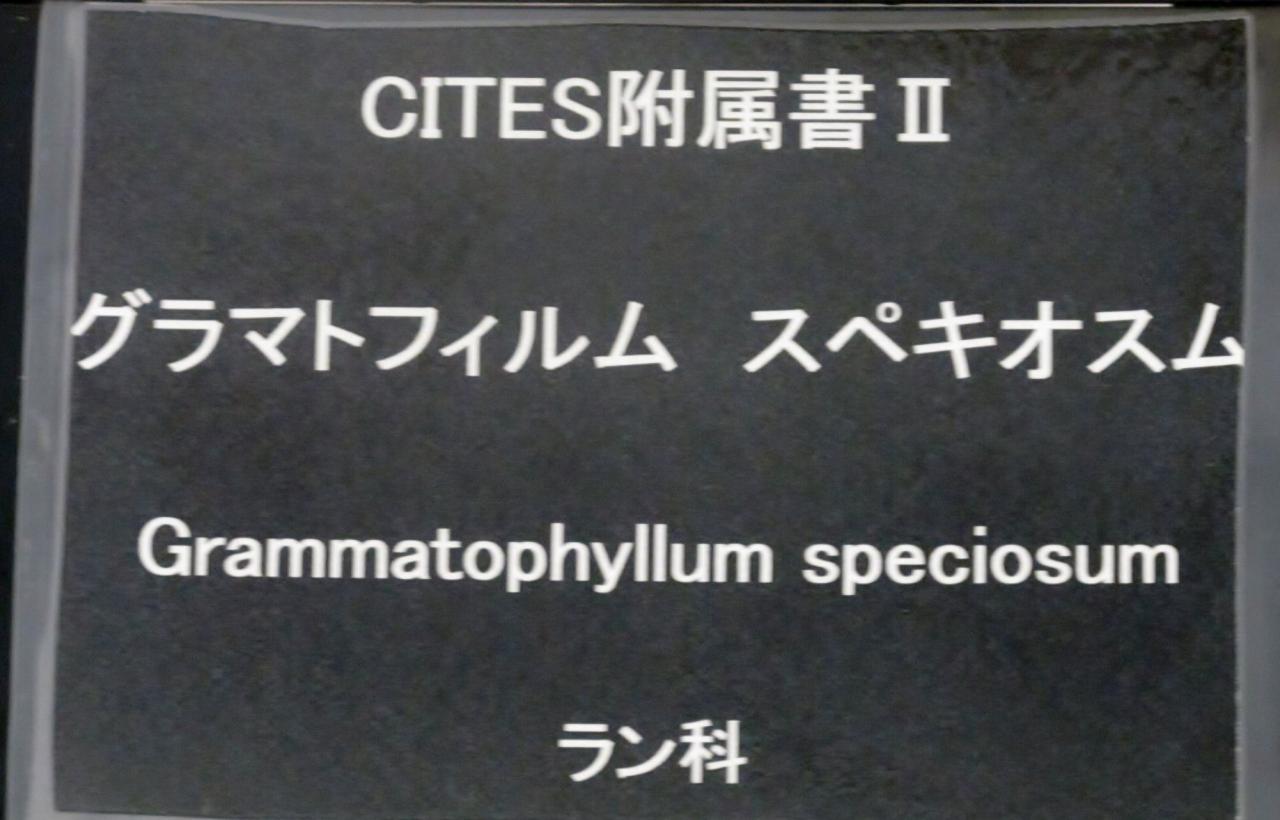 CITES附属書Ⅱ
グラマトフィルム　スペキオスム
Grammatophyllum speciosum
ラン科